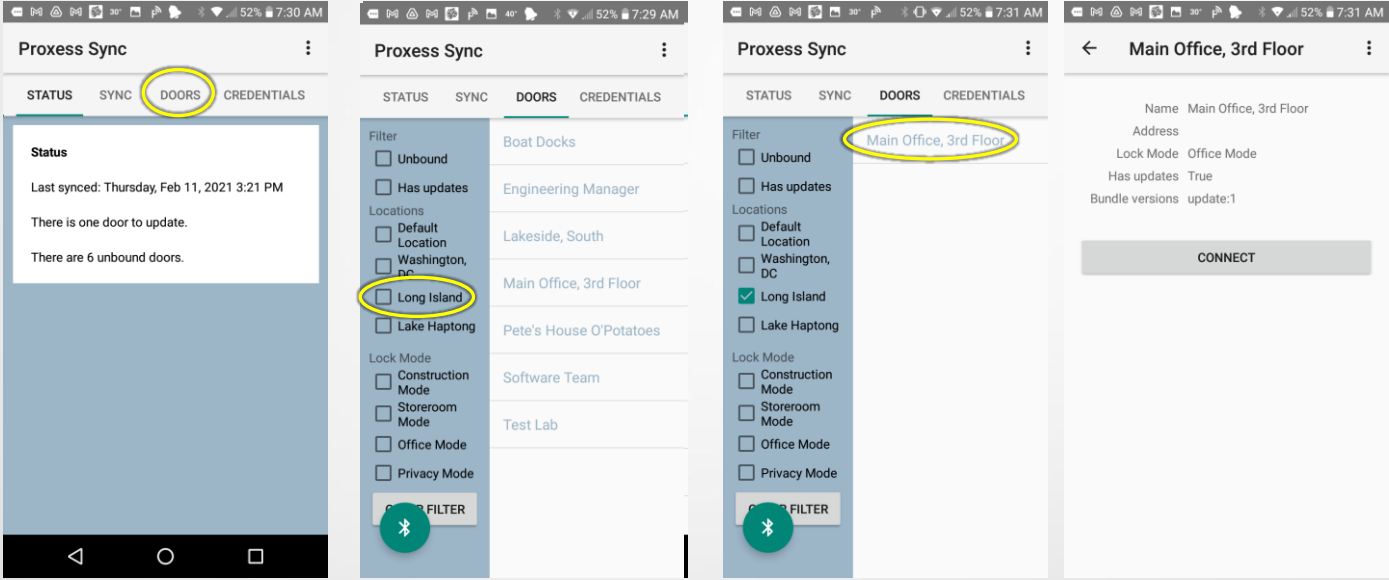 30° 52% 7:30 AM
Proxess Sync
STATUS SYNC DOORS CREDENTIALS
Status
Last synced: Thursday, Feb 11, 2021 3:21 PM
There is one door to update.
There are 6 unbound doors.
40° 52% 7:29 AM
Proxess Sync
STATUS SYNC DOORS CREDENTIALS
Filter
Unbound
Has updates
Locations
Default
Location
Washington,
DC
Long Island
Lake Haptong
Lock Mode
Construction
Mode
Storeroom
Mode
Office Mode
Privacy Mode
FILTER
Boat Docks
Engineering Manager
Lakeside, South
Main Office, 3rd Floor
Pete's House O'Potatoes
Software Team
Test Lab
30° 52% 7:31 AM
Proxess Sync
STATUS SYNC DOORS CREDENTIALS
Filter
Unbound
Has updates
Locations
Default
Location
Washington,
DC
Long Island
Lake Haptong
Lock Mode
Construction
Mode
Storeroom
Mode
Office Mode
Privacy Mode
FILTER
Main Office, 3rd Floor
30° 52% 7:31 AM
Main Office, 3rd Floor
Name Main Office, 3rd Floor
Address
Lock Mode Office Mode
Has updates True
Bundle versions update:1
CONNECT